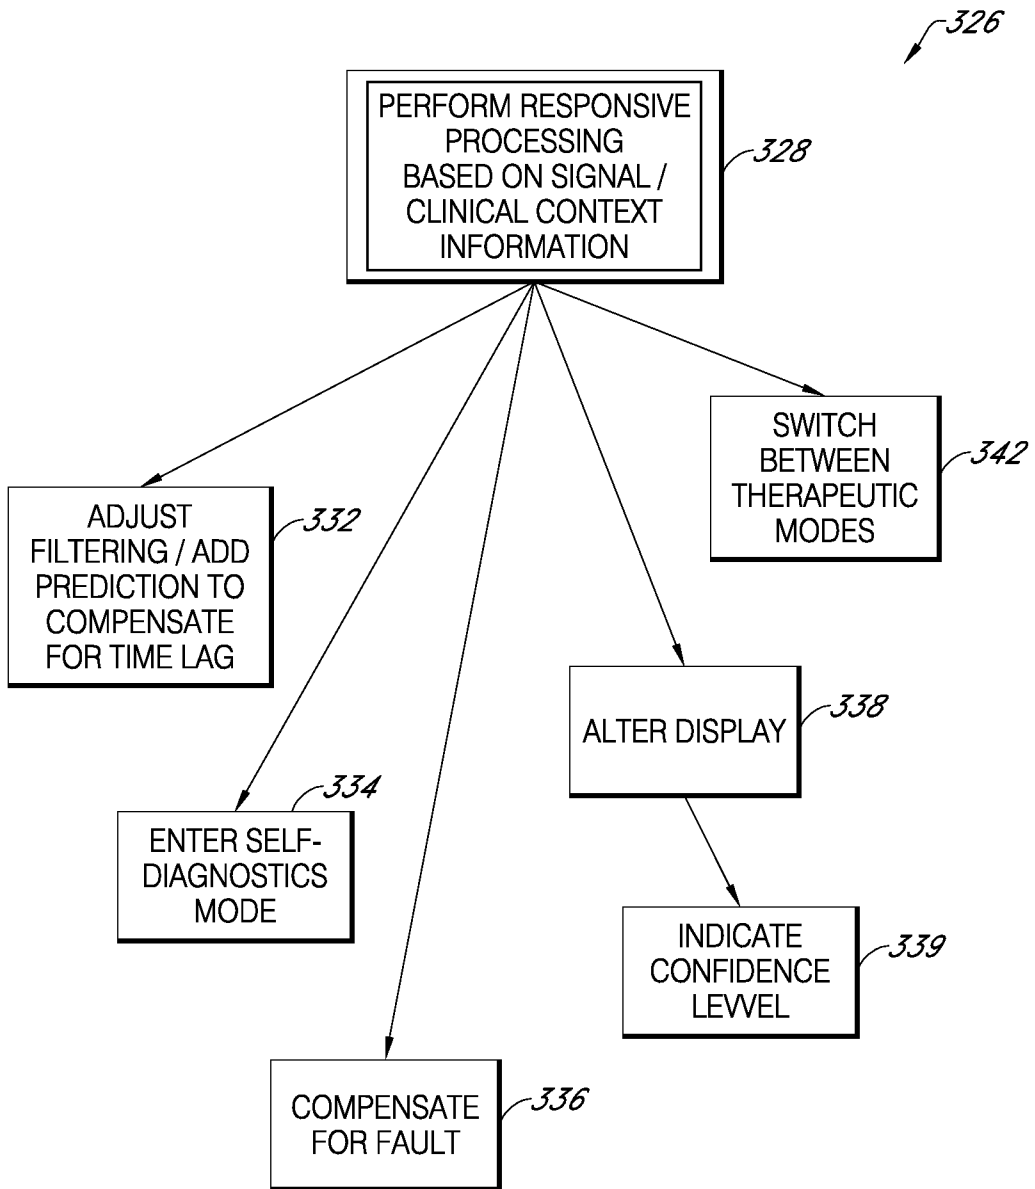 326
PERFORM RESPONSIVE
PROCESSING
BASED ON SIGNAL /
CLINICAL CONTEXT
INFORMATION
328
SWITCH
BETWEEN
THERAPEUTIC
MODES
342
ADJUST
FILTERING / ADD
PREDICTION TO
COMPENSATE
FOR TIME LAG
332
ALTER DISPLAY
338
ENTER SELF-
DIAGNOSTICS
MODE
334
INDICATE
CONFIDENCE
LEVVEL
339
COMPENSATE
FOR FAULT
336